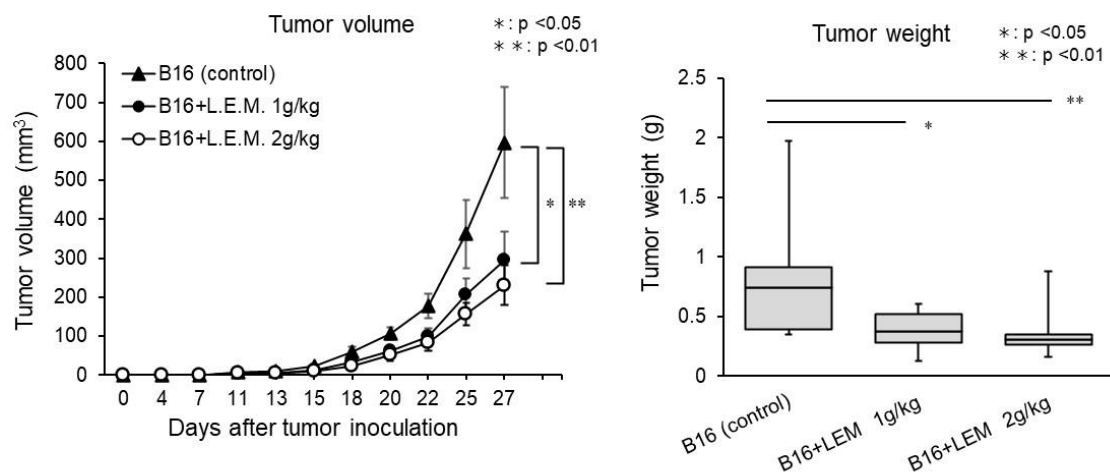 Tumor volume
∗: p <0.05
∗∗: p <0.01
800
700
600
500
400
300
200
100
0
Tumor volume (mm³)
B16 (control)
B16+L.E.M. 1g/kg
B16+L.E.M. 2g/kg
∗ ∗∗
0 4 7 11 13 15 18 20 22 25 27
Days after tumor inoculation
Tumor weight
∗: p <0.05
∗∗: p <0.01
2.5
2
1.5
1
0.5
0
Tumor weight (g)
∗∗
∗
B16 (control)
B16+LEM 1g/kg
B16+LEM 2g/kg